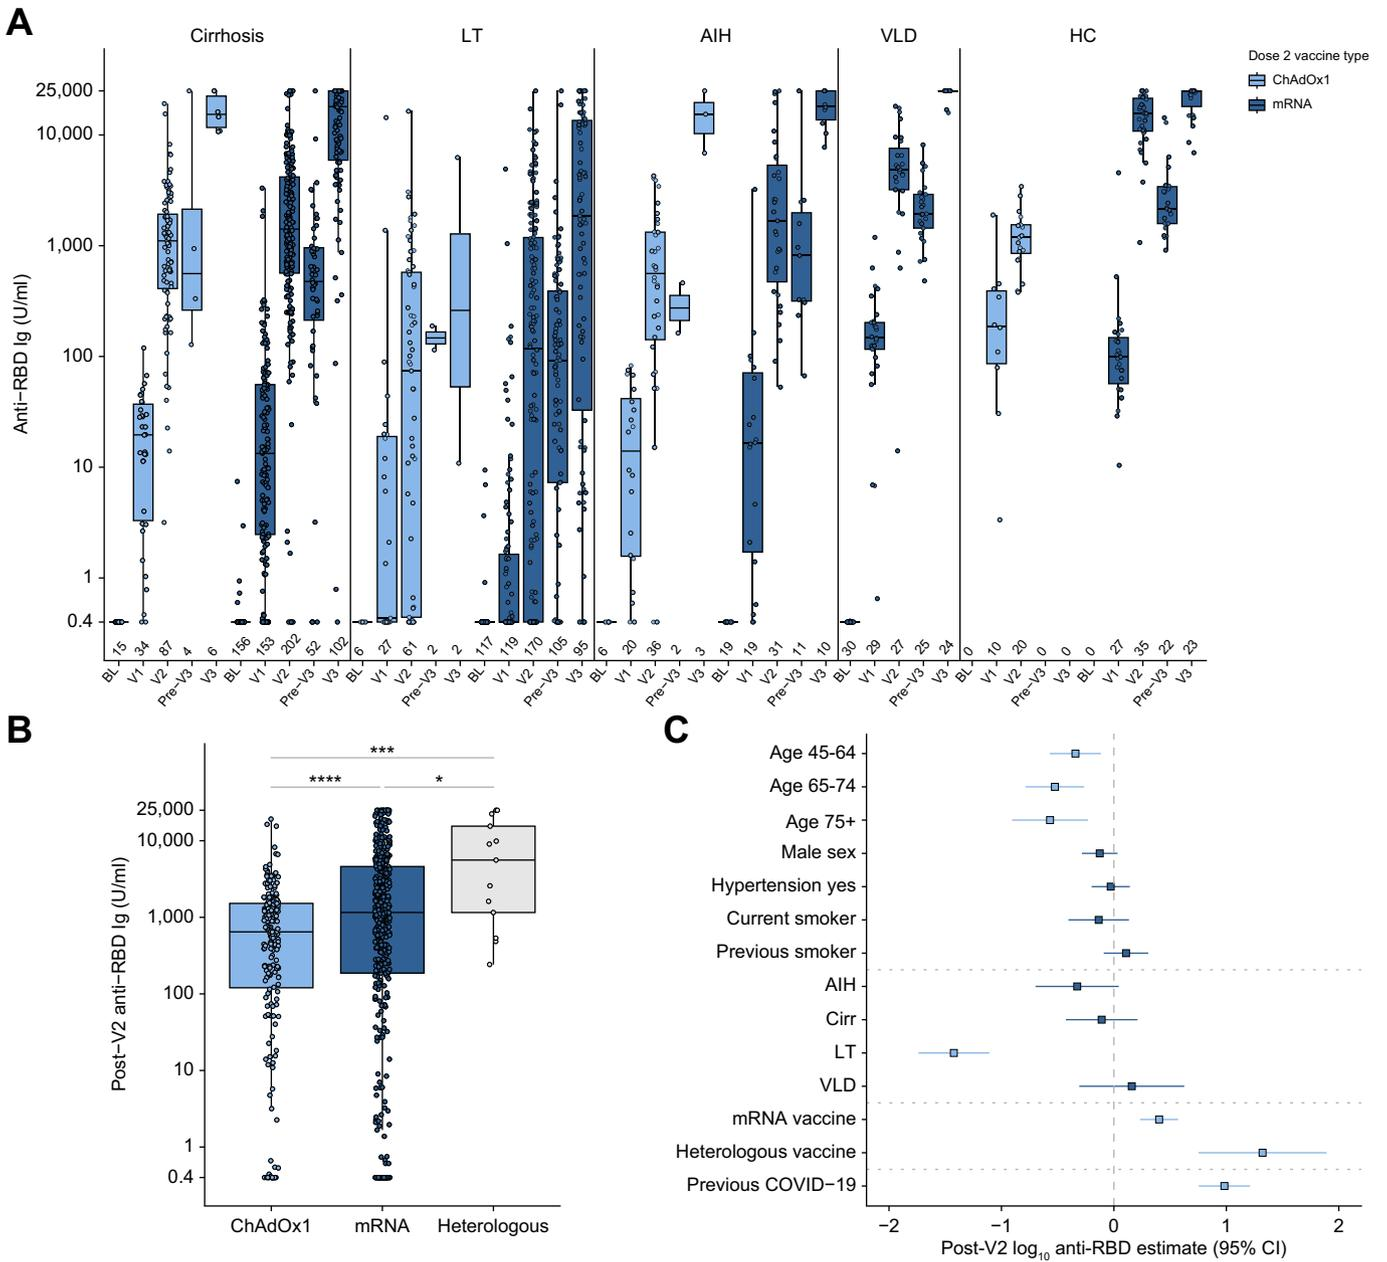 A
Cirrhosis
LT
AIH
VLD
HC
Dose 2 vaccine type
ChAdOx1
mRNA
Anti−RBD Ig (U/ml)
25,000
10,000
1,000
100
10
1
0.4
15 34 87 4 6 156 153 202 52 102 6 27 61 2 2 117 119 170 105 95 6 20 36 2 3 19 19 31 11 10 30 29 27 25 24 0 10 20 0 0 0 27 35 22 23
BL V1 V2 Pre−V3 V3 BL V1 V2 Pre−V3 V3 BL V1 V2 Pre−V3 V3 BL V1 V2 Pre−V3 V3 BL V1 V2 Pre−V3 V3 BL V1 V2 Pre−V3 V3 BL V1 V2 Pre−V3 V3 BL V1 V2 Pre−V3 V3 BL V1 V2 Pre−V3 V3
B
***
**** *
Post−V2 anti−RBD Ig (U/ml)
25,000
10,000
1,000
100
10
1
0.4
ChAdOx1 mRNA Heterologous
C
Age 45-64
Age 65-74
Age 75+
Male sex
Hypertension yes
Current smoker
Previous smoker
AIH
Cirr
LT
VLD
mRNA vaccine
Heterologous vaccine
Previous COVID−19
−2 −1 0 1 2
Post-V2 log10 anti-RBD estimate (95% CI)